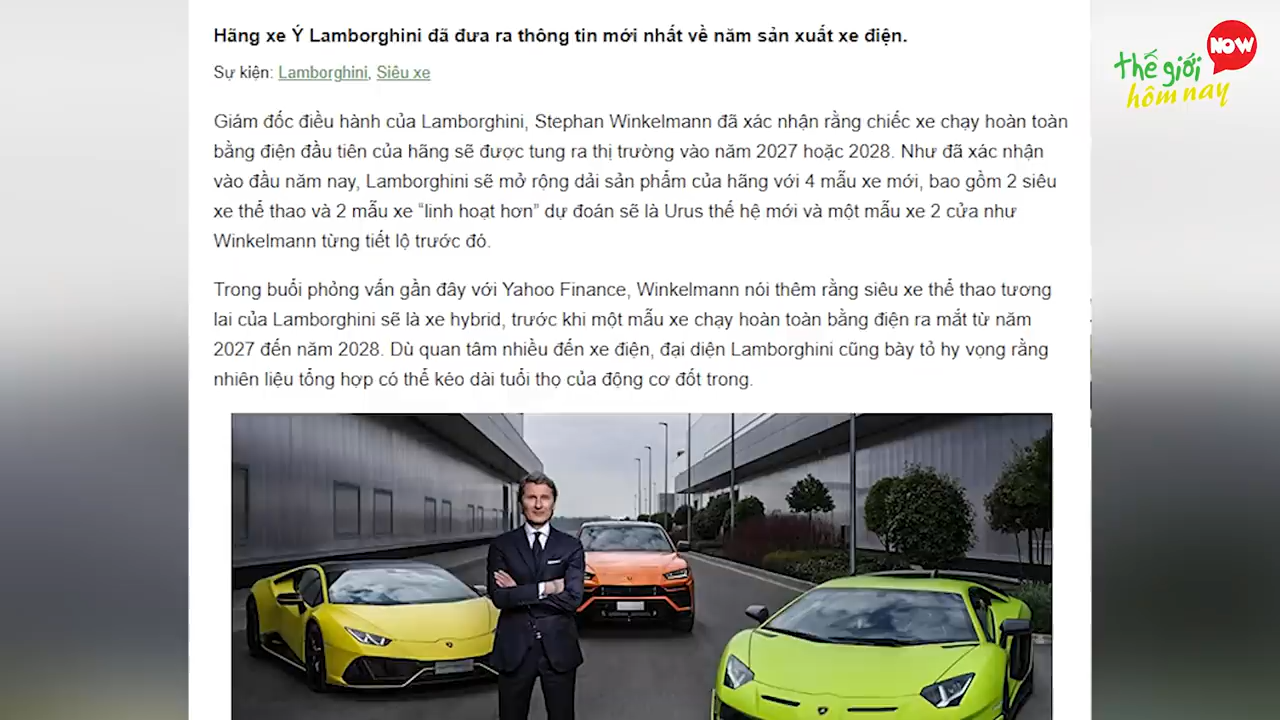 Hãng xe Ý Lamborghini đã đưa ra thông tin mới nhất về năm sản xuất xe điện.
Sự kiện: Lamborghini, Siêu xe
Giám đốc điều hành của Lamborghini, Stephan Winkelmann đã xác nhận rằng chiếc xe chạy hoàn toàn
bằng điện đầu tiên của hãng sẽ được tung ra thị trường vào năm 2027 hoặc 2028. Như đã xác nhận
vào đầu năm nay, Lamborghini sẽ mở rộng dải sản phẩm của hãng với 4 mẫu xe mới, bao gồm 2 siêu
xe thể thao và 2 mẫu xe “linh hoạt hơn” dự đoán sẽ là Urus thế hệ mới và một mẫu xe 2 cửa như
Winkelmann từng tiết lộ trước đó.
Trong buổi phỏng vấn gần đây với Yahoo Finance, Winkelmann nói thêm rằng siêu xe thể thao tương
lai của Lamborghini sẽ là xe hybrid, trước khi một mẫu xe chạy hoàn toàn bằng điện ra mắt từ năm
2027 đến năm 2028. Dù quan tâm nhiều đến xe điện, đại diện Lamborghini cũng bày tỏ hy vọng rằng
nhiên liệu tổng hợp có thể kéo dài tuổi thọ của động cơ đốt trong.
thế giới
NOW
hôm nay